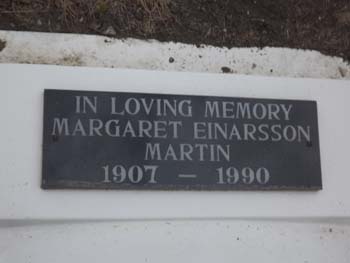 IN LOVING MEMORY
MARGARET EINARSSON
MARTIN
1907 — 1990